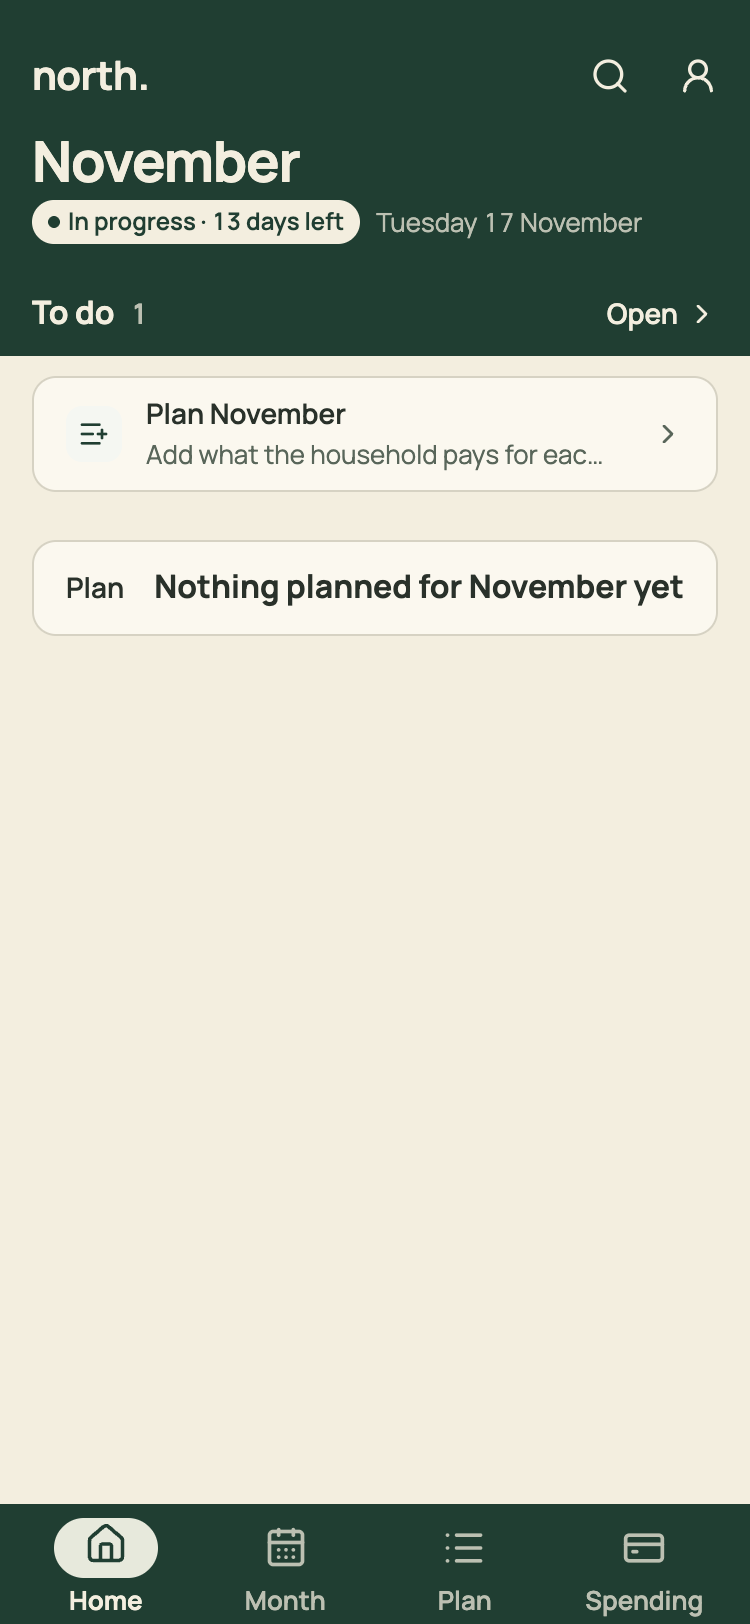 north.
November
In progress · 13 days left Tuesday 17 November
To do 1 Open
Plan November
Add what the household pays for eac...
Plan Nothing planned for November yet
Home Month Plan Spending